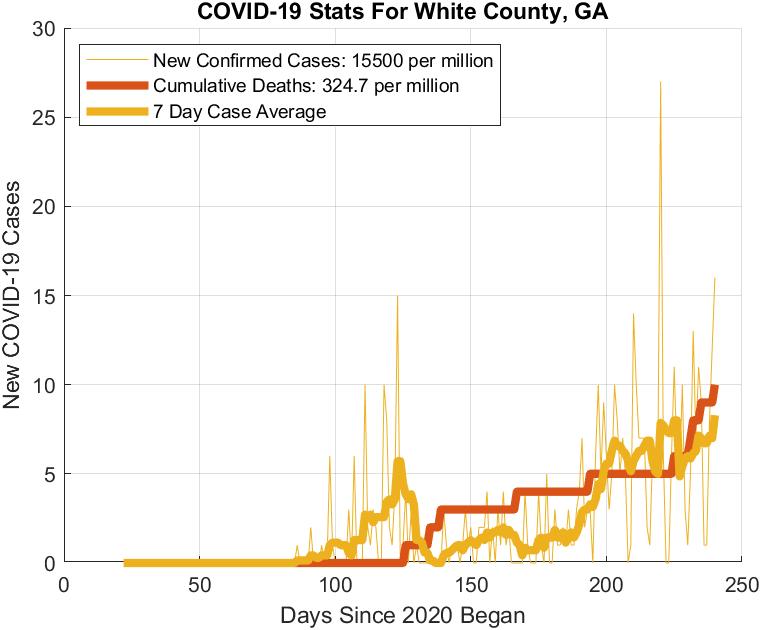 COVID-19 Stats For White County, GA
30
25
20
15
10
5
0
New COVID-19 Cases
New Confirmed Cases: 15500 per million
Cumulative Deaths: 324.7 per million
7 Day Case Average
0 50 100 150 200 250
Days Since 2020 Began